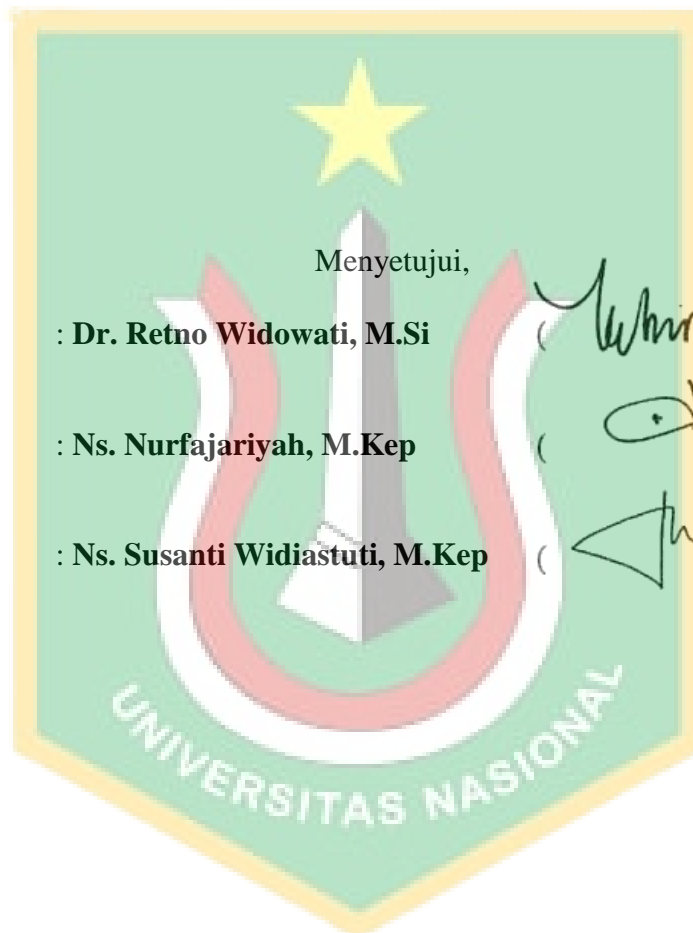 Menyetujui,
: Dr. Retno Widowati, M.Si (
: Ns. Nurfajariyah, M.Kep (
: Ns. Susanti Widiastuti, M.Kep (
UNIVERSITAS NASIONAL